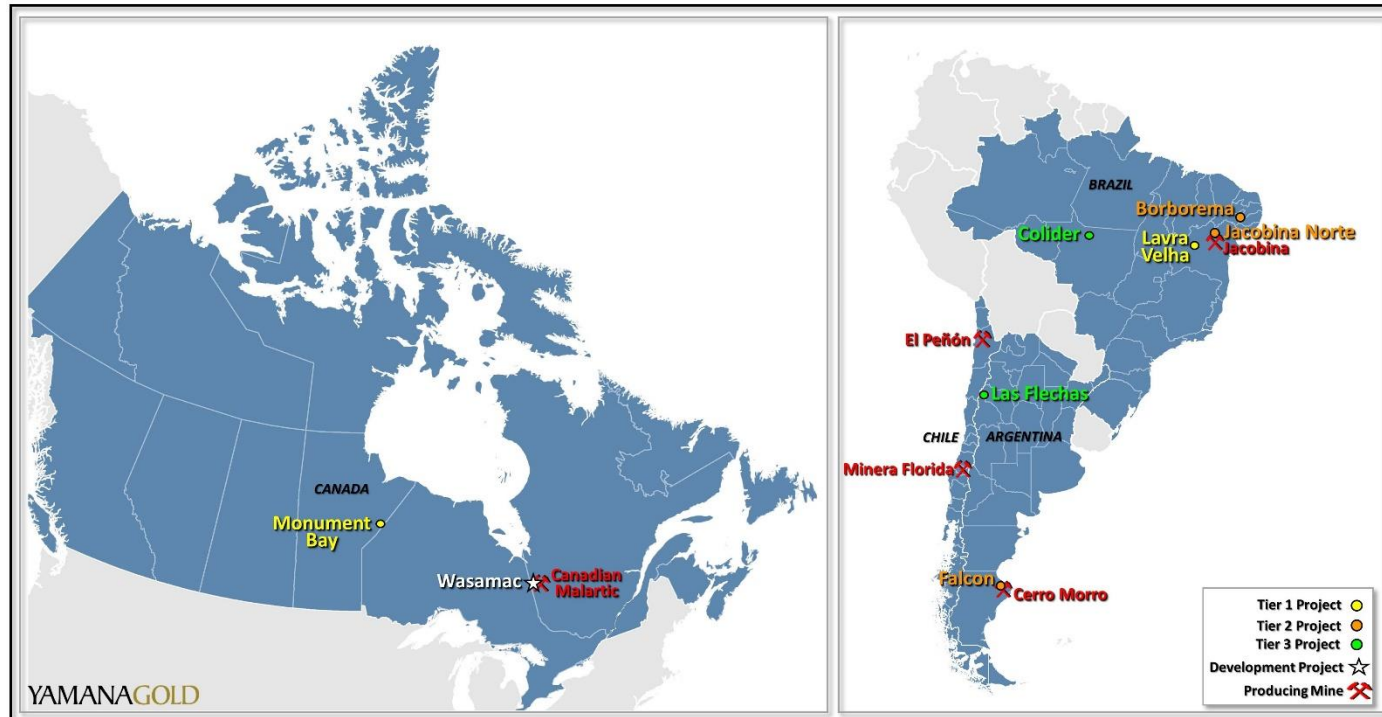 CANADA
Monument
Bay
Wasamac
Canadian
Malartic
YAMANAGOLD
BRAZIL
Borborema
Colider
Jacobina Norte
Lavra
Velha
Jacobina
El Peñón
Las Flechas
CHILE
ARGENTINA
Minera Florida
Falcon
Cerro Morro
Tier 1 Project
Tier 2 Project
Tier 3 Project
Development Project
Producing Mine